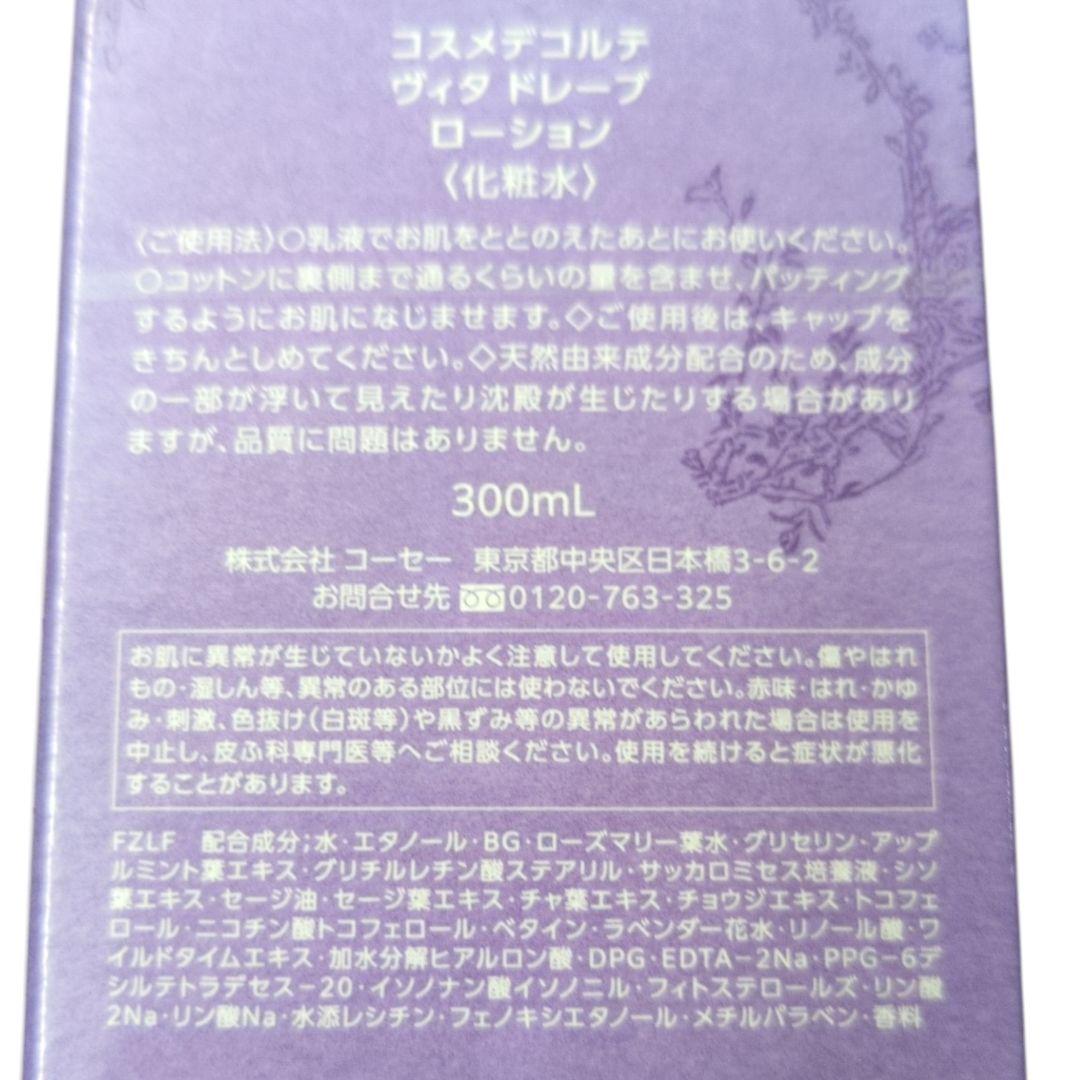 コスメデコルテ
ヴィタ ドレーブ
ローション
〈化粧水〉
〈ご使用法〉○乳液でお肌をととのえたあとにお使いください。
○コットンに裏側まで通るくらいの量を含ませ、パッティング
するようにお肌になじませます。◇ご使用後は、キャップを
きちんとしめてください。◇天然由来成分配合のため、成分
の一部が浮いて見えたり沈殿が生じたりする場合があり
ますが、品質に問題はありません。
300mL
株式会社 コーセー 東京都中央区日本橋3-6-2
お問合せ先 0120-763-325
お肌に異常が生じていないかよく注意して使用してください。傷やはれ
もの・湿しん等、異常のある部位には使わないでください。赤味・はれ・かゆ
み・刺激、色抜け(白斑等)や黒ずみ等の異常があらわれた場合は使用を
中止し、皮ふ科専門医等へご相談ください。使用を続けると症状が悪化
することがあります。
FZLF 配合成分;水・エタノール・BG・ローズマリー葉水・グリセリン・アップ
ルミント葉エキス・グリチルレチン酸ステアリル・サッカロミセス培養液・シソ
葉エキス・セージ油・セージ葉エキス・チャ葉エキス・チョウジエキス・トコフェ
ロール・ニコチン酸トコフェロール・ベタイン・ラベンダー花水・リノール酸・ワ
イルドタイムエキス・加水分解ヒアルロン酸・DPG・EDTA-2Na・PPG-6デ
シルテトラデセス-20・イソノナン酸イソノニル・フィトステロールズ・リン酸
2Na・リン酸Na・水添レシチン・フェノキシエタノール・メチルパラベン・香料